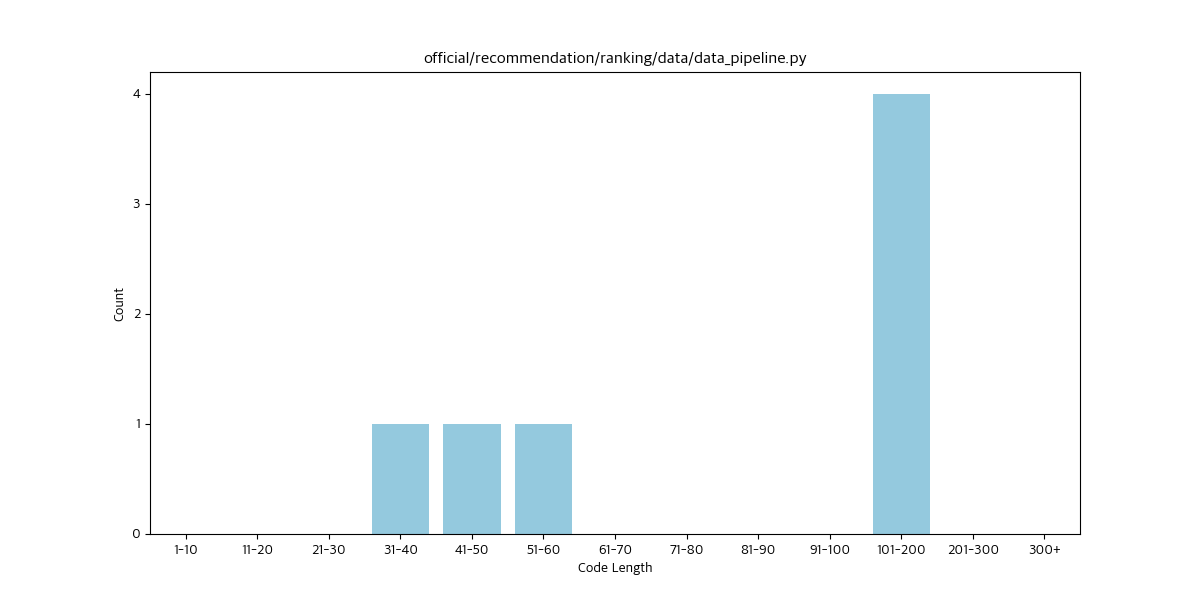 official/recommendation/ranking/data/data_pipeline.py
4
3
2
1
0
Count
1-10 11-20 21-30 31-40 41-50 51-60 61-70 71-80 81-90 91-100 101-200 201-300 300+
Code Length